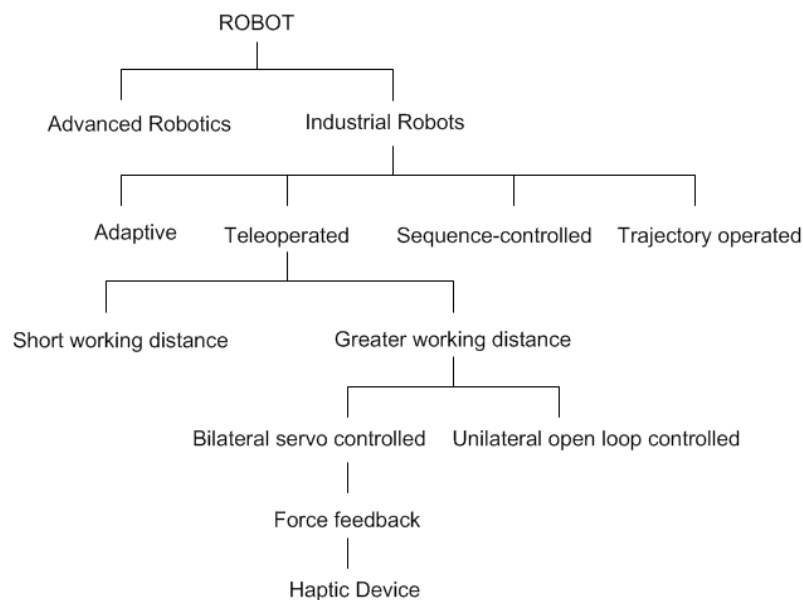 ROBOT
Advanced Robotics
Industrial Robots
Adaptive
Teleoperated
Sequence-controlled
Trajectory operated
Short working distance
Greater working distance
Bilateral servo controlled
Unilateral open loop controlled
Force feedback
Haptic Device